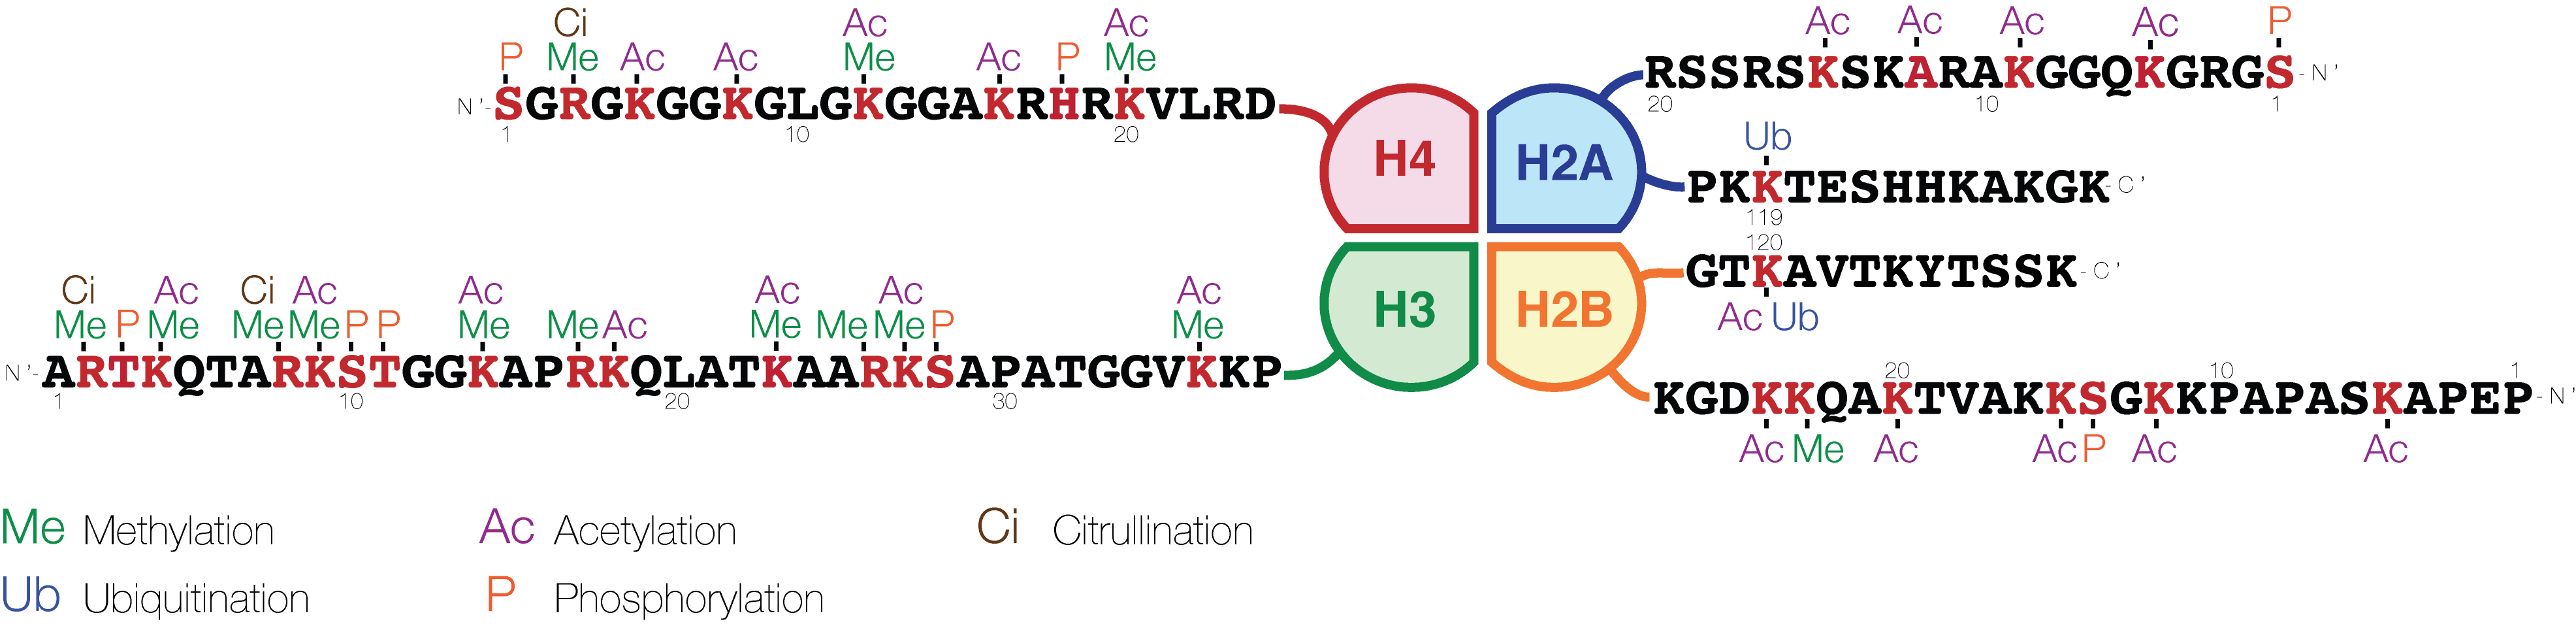 Ci Ac Ac
P Me Ac Ac Me Ac P Me
N'-SGRGKGGKGLGKGGAKRHRKVLRD
1 10 20
H4
Ac Ac Ac Ac P
RSSRSKSKARAKGGQKGRGS-N'
20 10 1
H2A
Ub
PKKTESHHKAKGK-C'
119
Ci Ac Ci Ac Ac Ac Ac Ac
Me P Me Me Me P P Me Me Ac Me Me Me P Me
N'-ARTKQTARKSTGGKAPRKQLATKAARKSAPATGGVKKP
1 10 20 30
H3
120
GTKAVTKYTSSK-C'
Ac Ub
H2B
20 10 1
KGDKKQAKTVAKKSGKKPAPASKAPEP-N'
Ac Me Ac Ac P Ac Ac
Me Methylation Ac Acetylation Ci Citrullination
Ub Ubiquitination P Phosphorylation